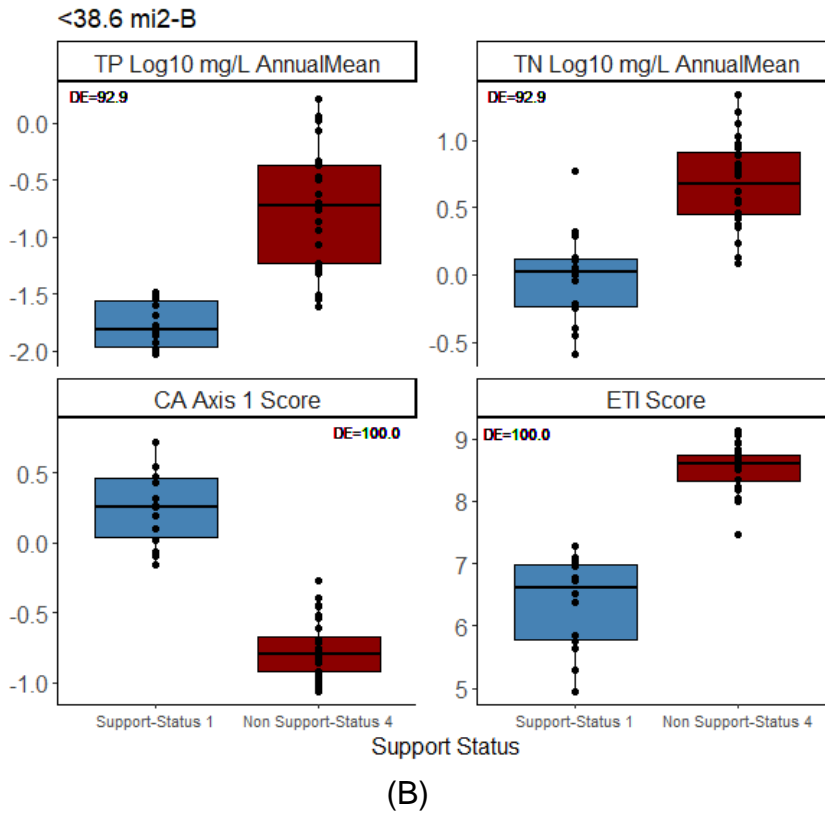 <38.6 mi2-B
TP Log10 mg/L AnnualMean
TN Log10 mg/L AnnualMean
DE=92.9
DE=92.9
0.0
-0.5
-1.0
-1.5
-2.0
1.0
0.5
0.0
-0.5
CA Axis 1 Score
ETI Score
DE=100.0
DE=100.0
0.5
0.0
-0.5
-1.0
9
8
7
6
5
Support-Status 1 Non Support-Status 4
Support-Status 1 Non Support-Status 4
Support Status
(B)